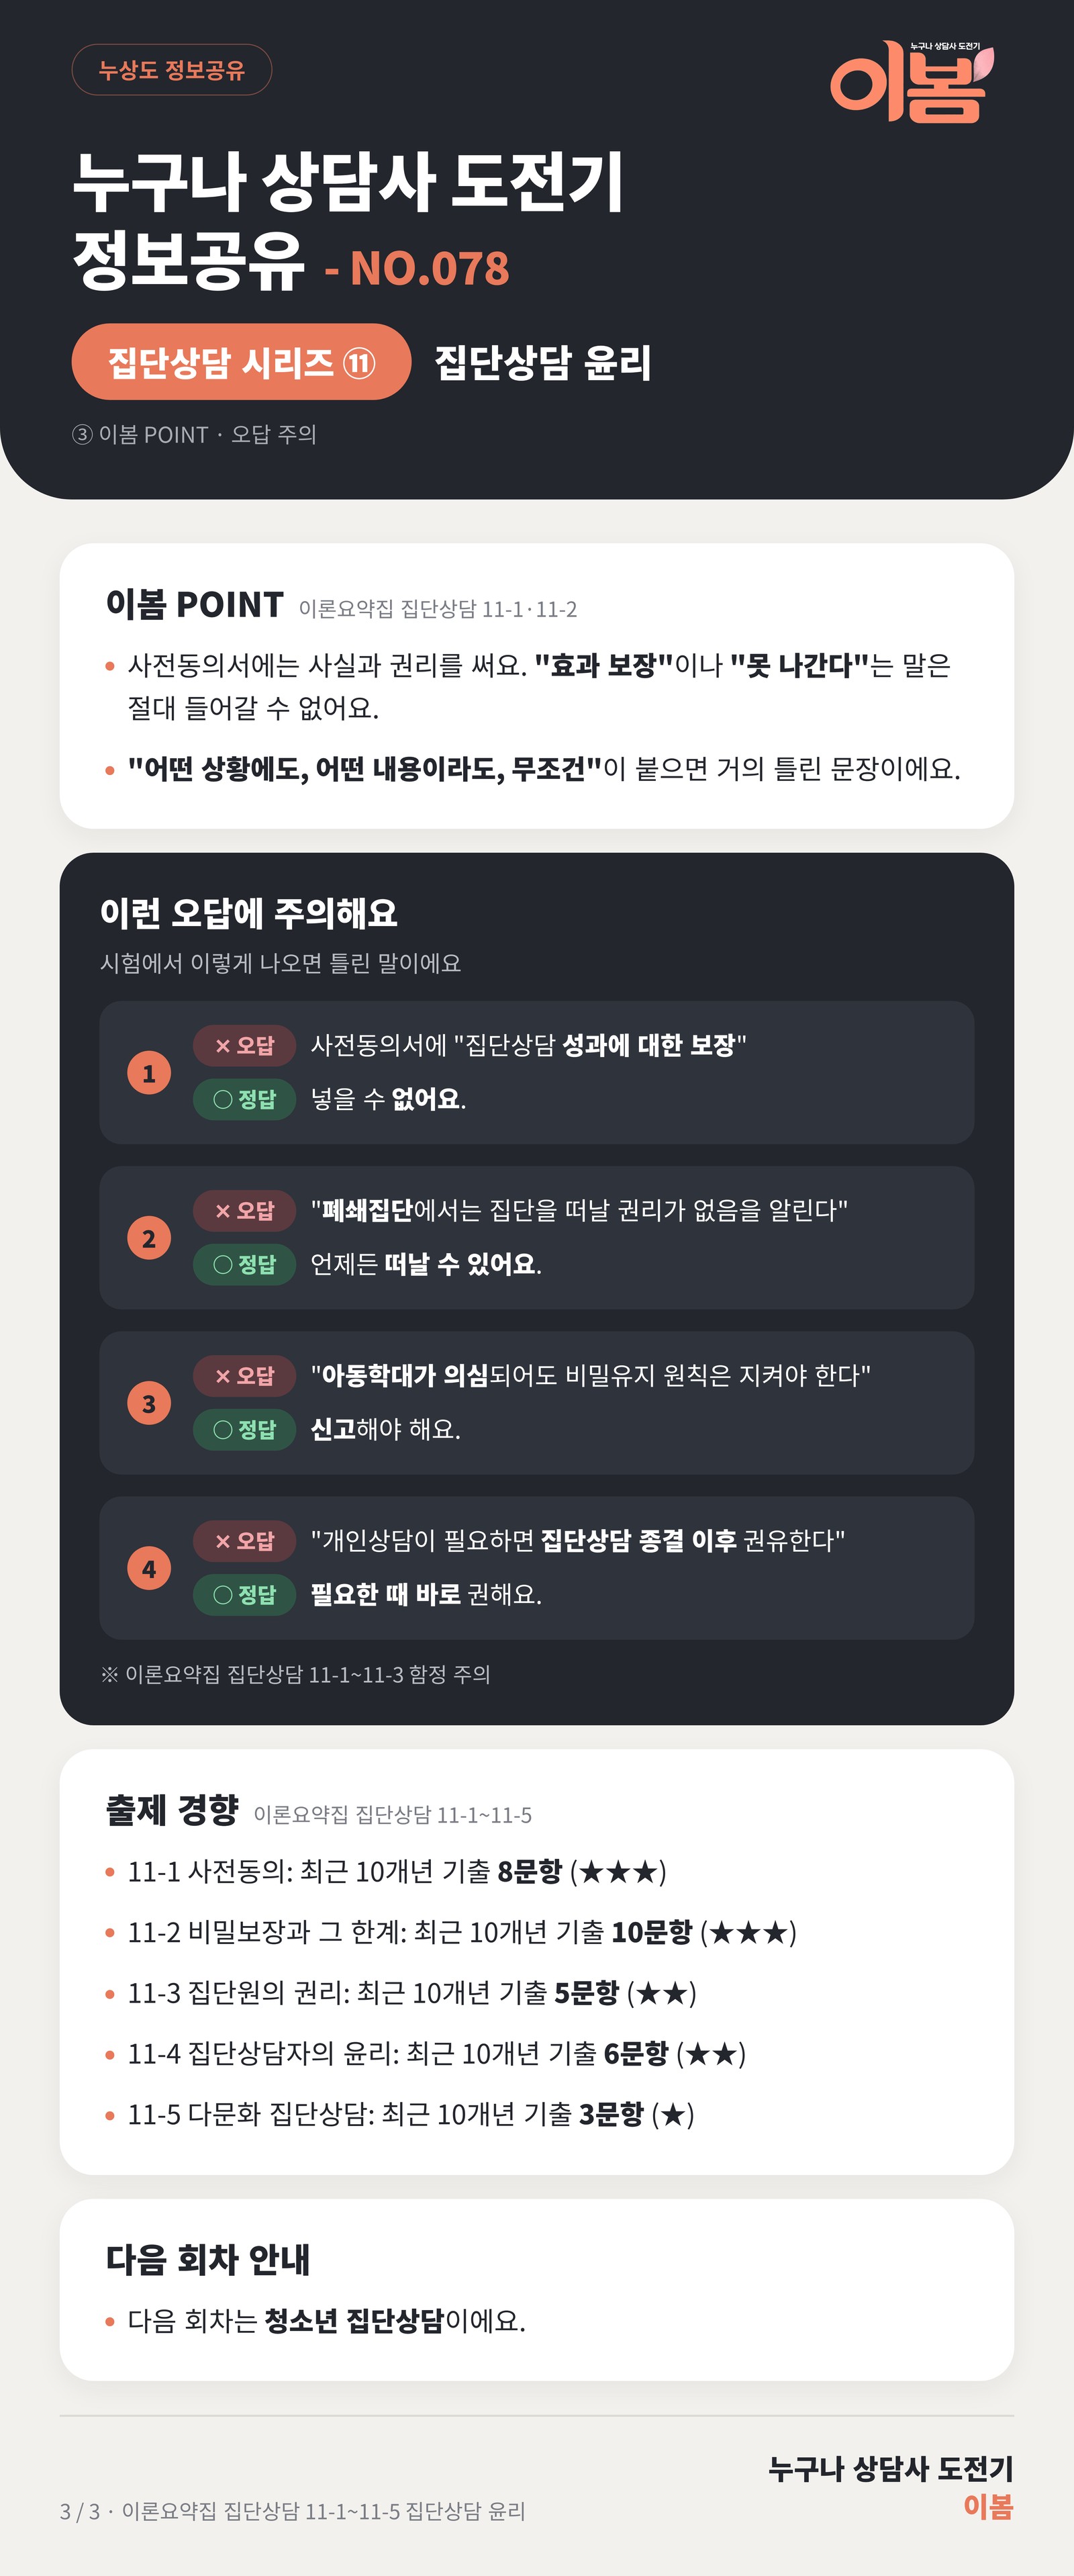 누상도 정보공유
누구나 상담사 도전기
이봄
누구나 상담사 도전기
정보공유 - NO.078
집단상담 시리즈 ⑪ 집단상담 윤리
③ 이봄 POINT · 오답 주의
이봄 POINT 이론요약집 집단상담 11-1·11-2
• 사전동의서에는 사실과 권리를 써요. "효과 보장"이나 "못 나간다"는 말은
절대 들어갈 수 없어요.
• "어떤 상황에도, 어떤 내용이라도, 무조건"이 붙으면 거의 틀린 문장이에요.
이런 오답에 주의해요
시험에서 이렇게 나오면 틀린 말이에요
1
✕ 오답 사전동의서에 "집단상담 성과에 대한 보장"
○ 정답 넣을 수 없어요.
2
✕ 오답 "폐쇄집단에서는 집단을 떠날 권리가 없음을 알린다"
○ 정답 언제든 떠날 수 있어요.
3
✕ 오답 "아동학대가 의심되어도 비밀유지 원칙은 지켜야 한다"
○ 정답 신고해야 해요.
4
✕ 오답 "개인상담이 필요하면 집단상담 종결 이후 권유한다"
○ 정답 필요한 때 바로 권해요.
※ 이론요약집 집단상담 11-1~11-3 함정 주의
출제 경향 이론요약집 집단상담 11-1~11-5
• 11-1 사전동의: 최근 10개년 기출 8문항 (★★★)
• 11-2 비밀보장과 그 한계: 최근 10개년 기출 10문항 (★★★)
• 11-3 집단원의 권리: 최근 10개년 기출 5문항 (★★)
• 11-4 집단상담자의 윤리: 최근 10개년 기출 6문항 (★★)
• 11-5 다문화 집단상담: 최근 10개년 기출 3문항 (★)
다음 회차 안내
• 다음 회차는 청소년 집단상담이에요.
누구나 상담사 도전기
3 / 3 · 이론요약집 집단상담 11-1~11-5 집단상담 윤리
이봄